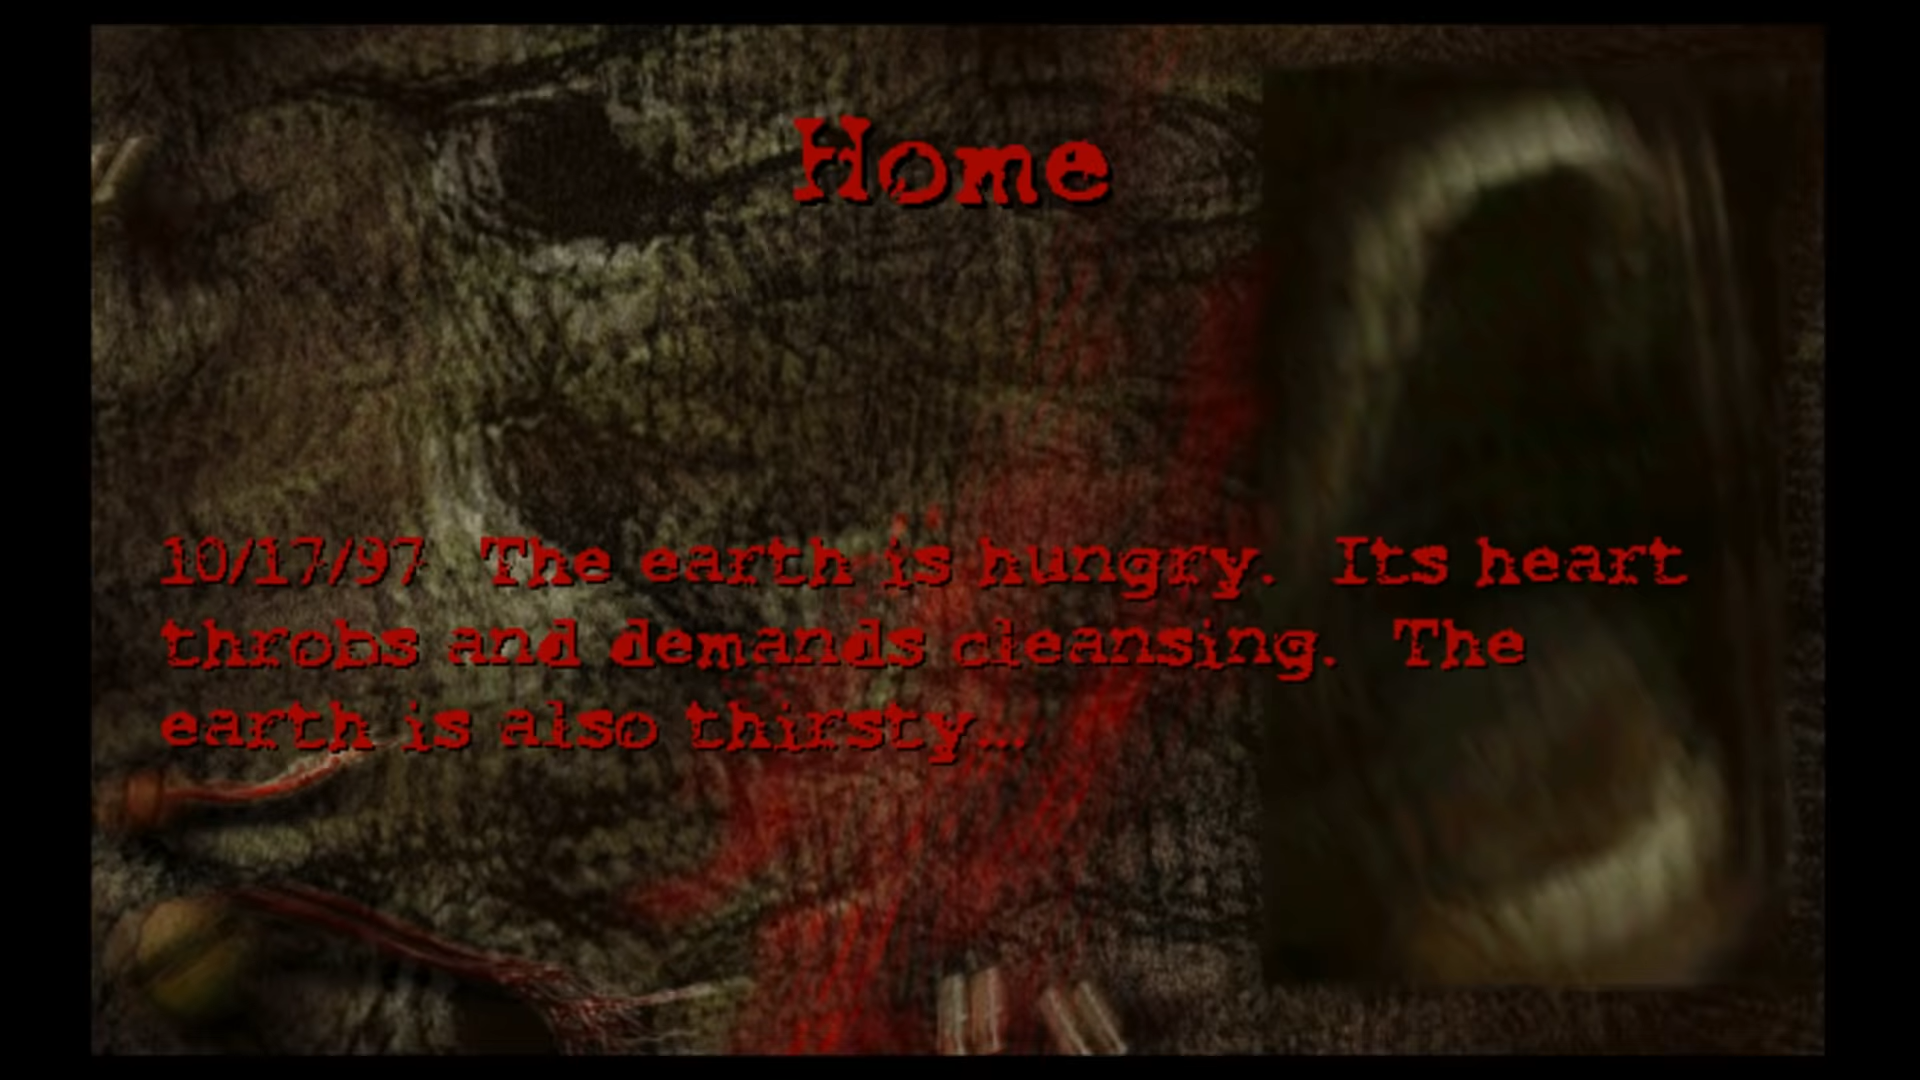 Home
10/17/97 The earth is hungry. Its heart
throbs and demands cleansing. The
earth is also thirsty...